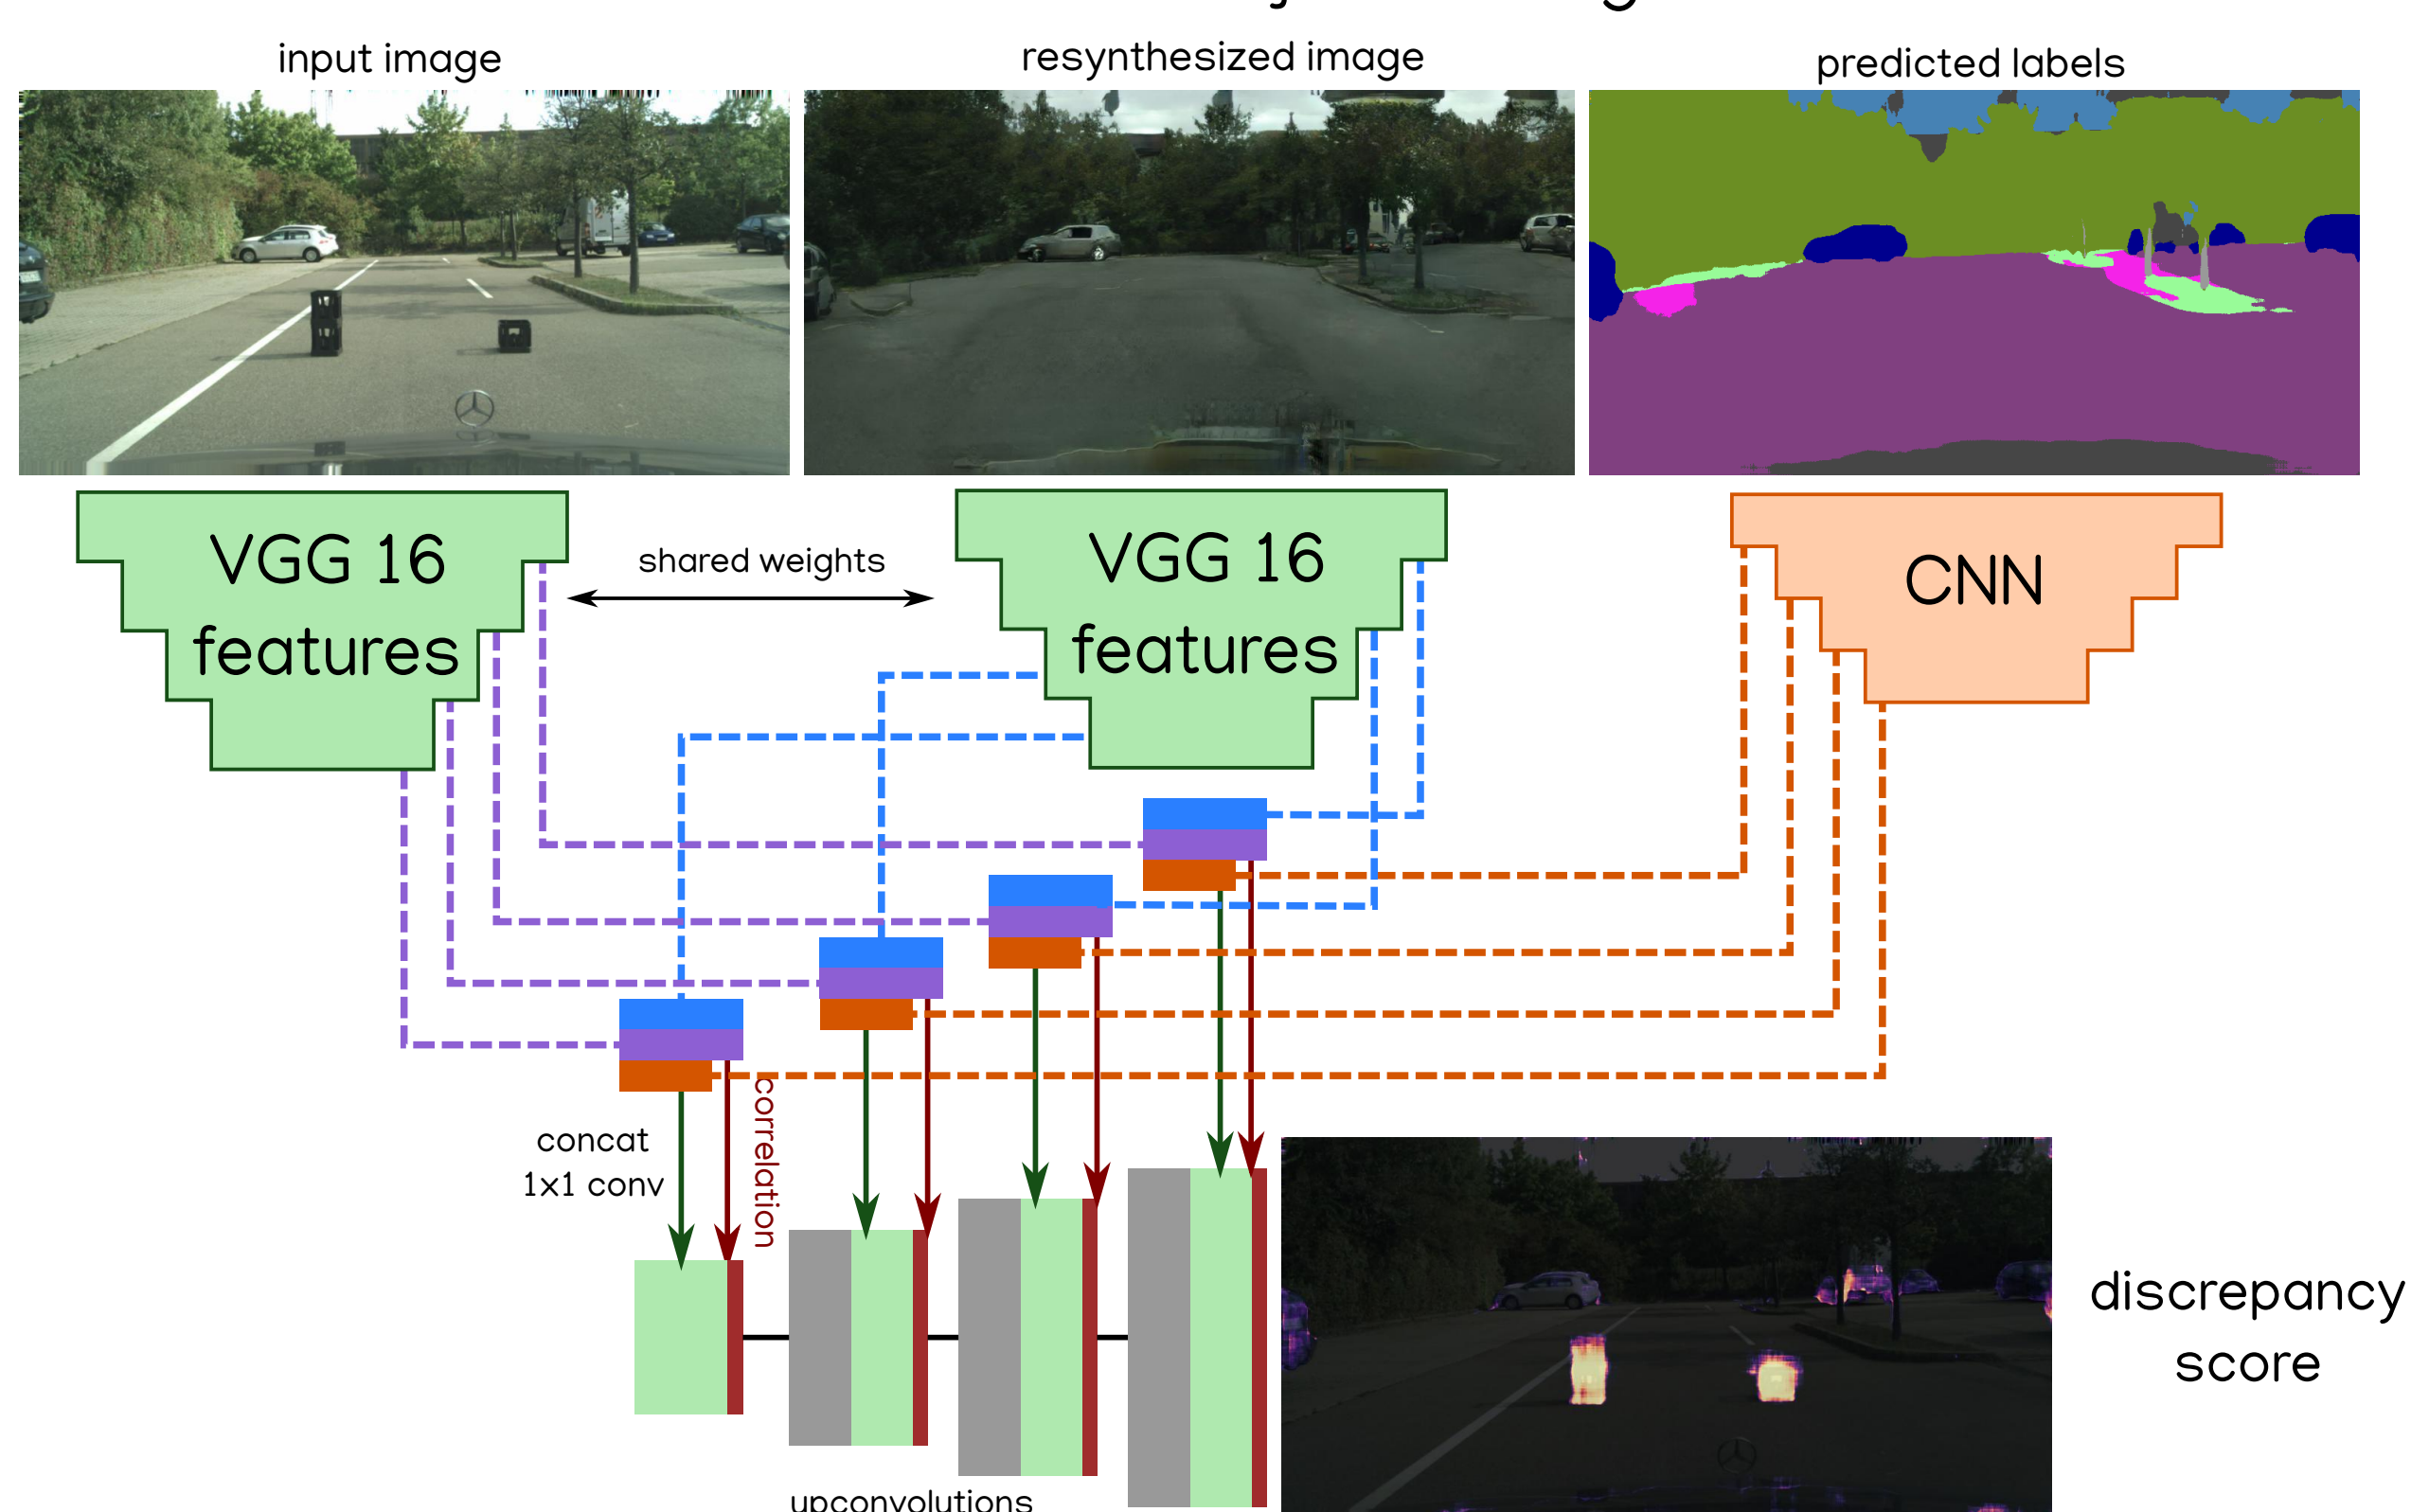 input image
resynthesized image
predicted labels
VGG 16
features
shared weights
VGG 16
features
CNN
correlation
concat
1x1 conv
discrepancy
score
upconvolutions